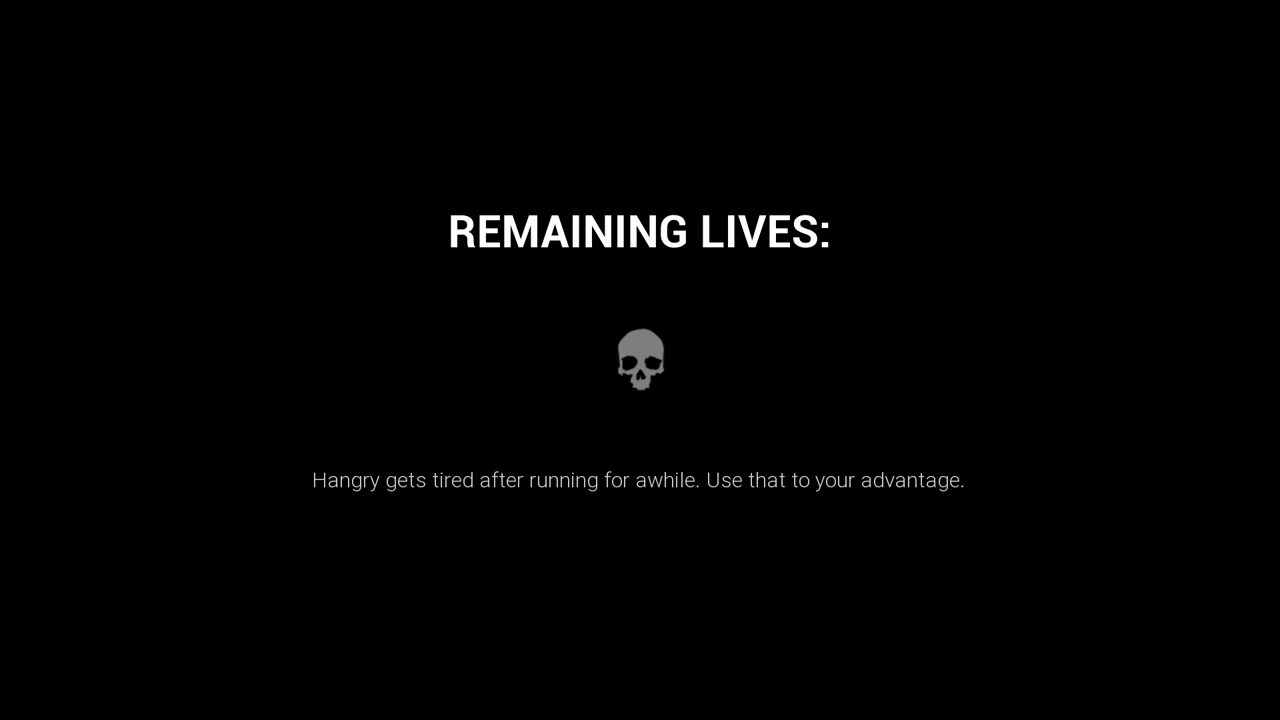 REMAINING LIVES:
Hangry gets tired after running for awhile. Use that to your advantage.